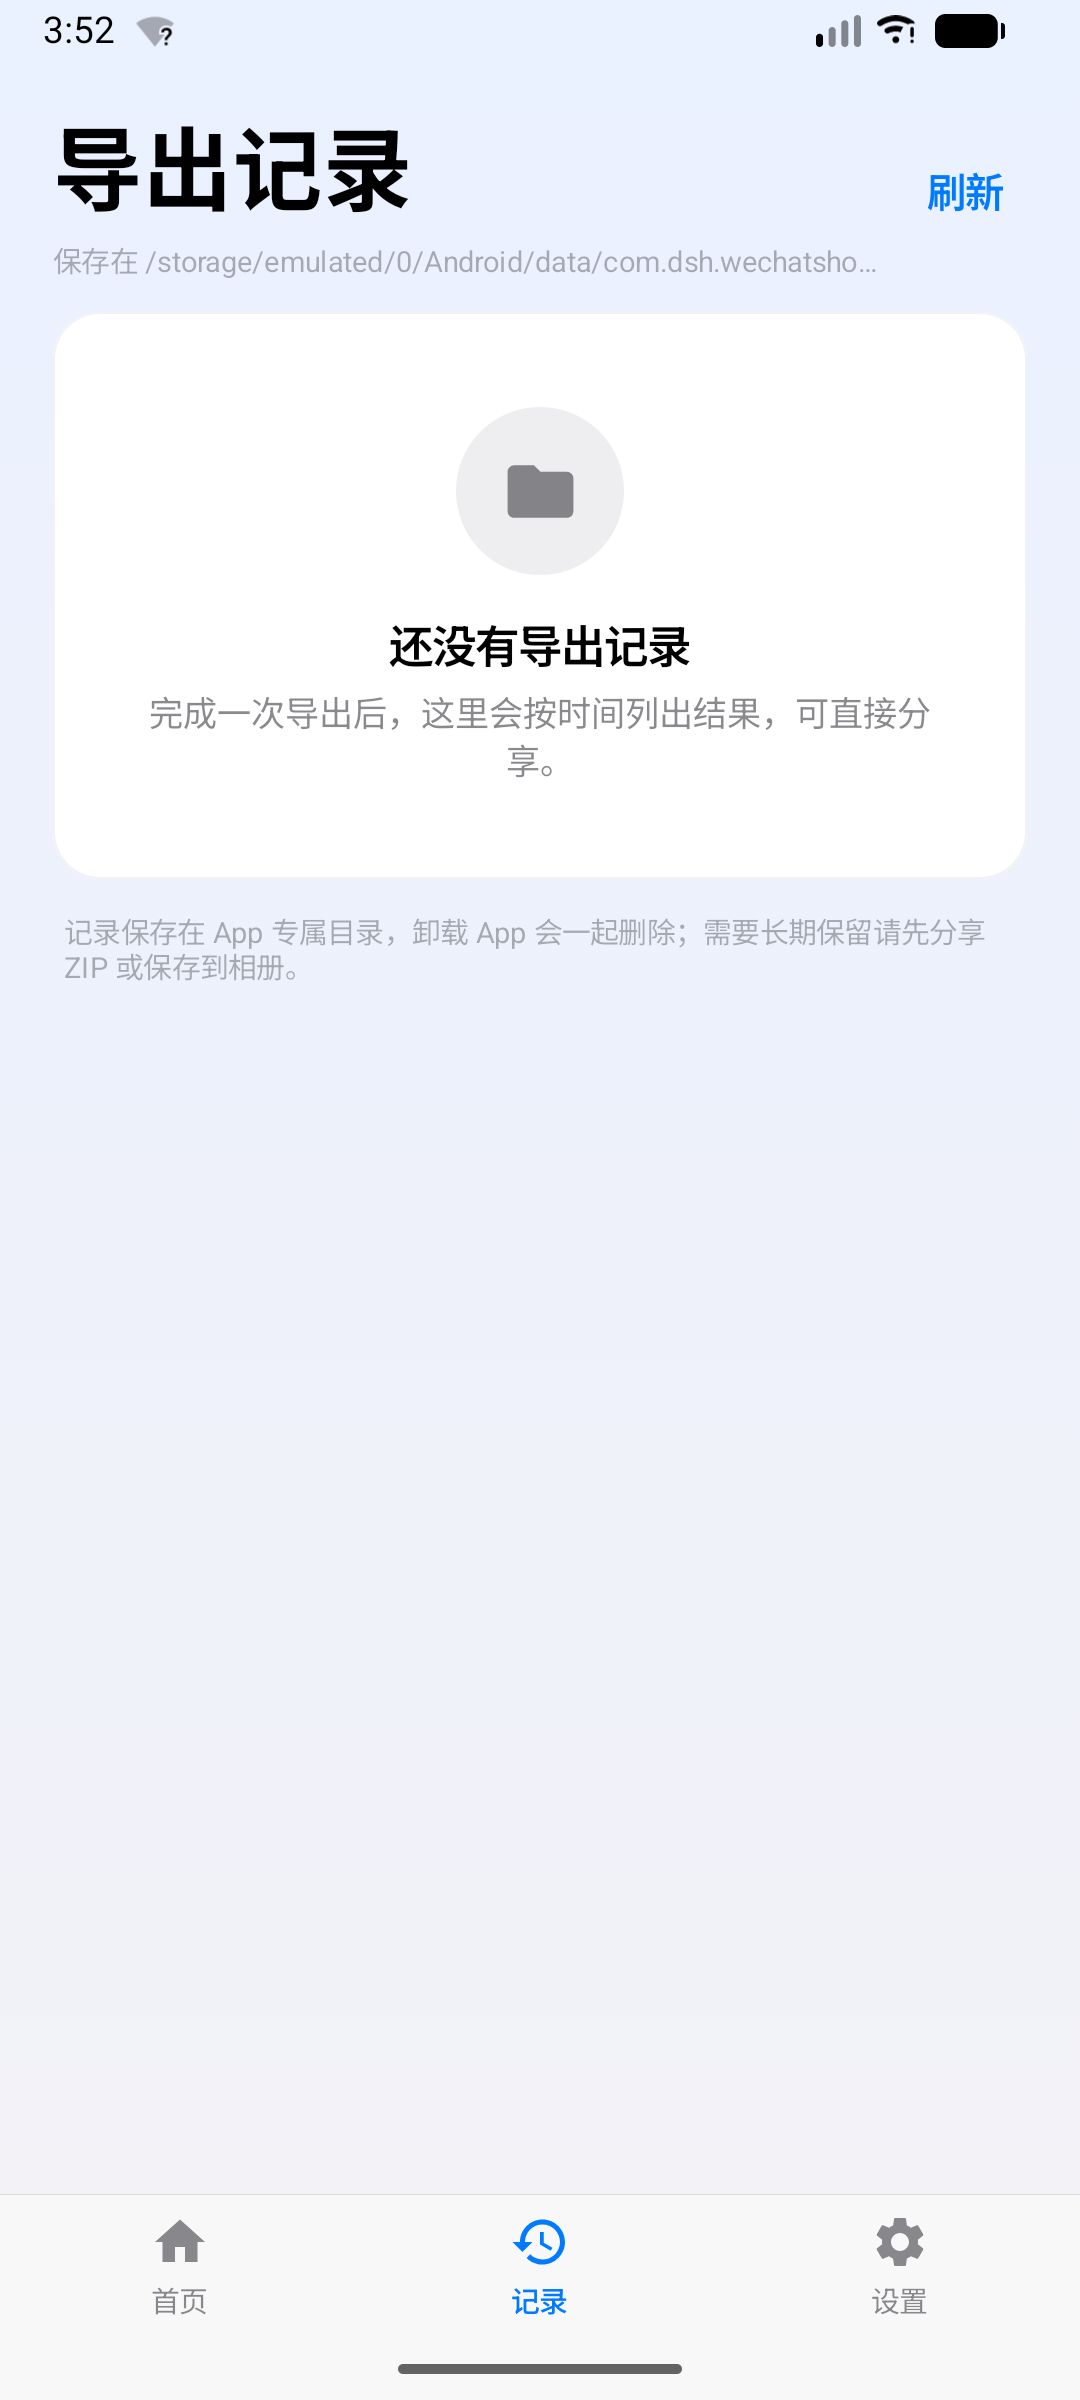 3:52
导出记录
刷新
保存在 /storage/emulated/0/Android/data/com.dsh.wechatsho...
还没有导出记录
完成一次导出后，这里会按时间列出结果，可直接分
享。
记录保存在 App 专属目录，卸载 App 会一起删除；需要长期保留请先分享
ZIP 或保存到相册。
首页
记录
设置